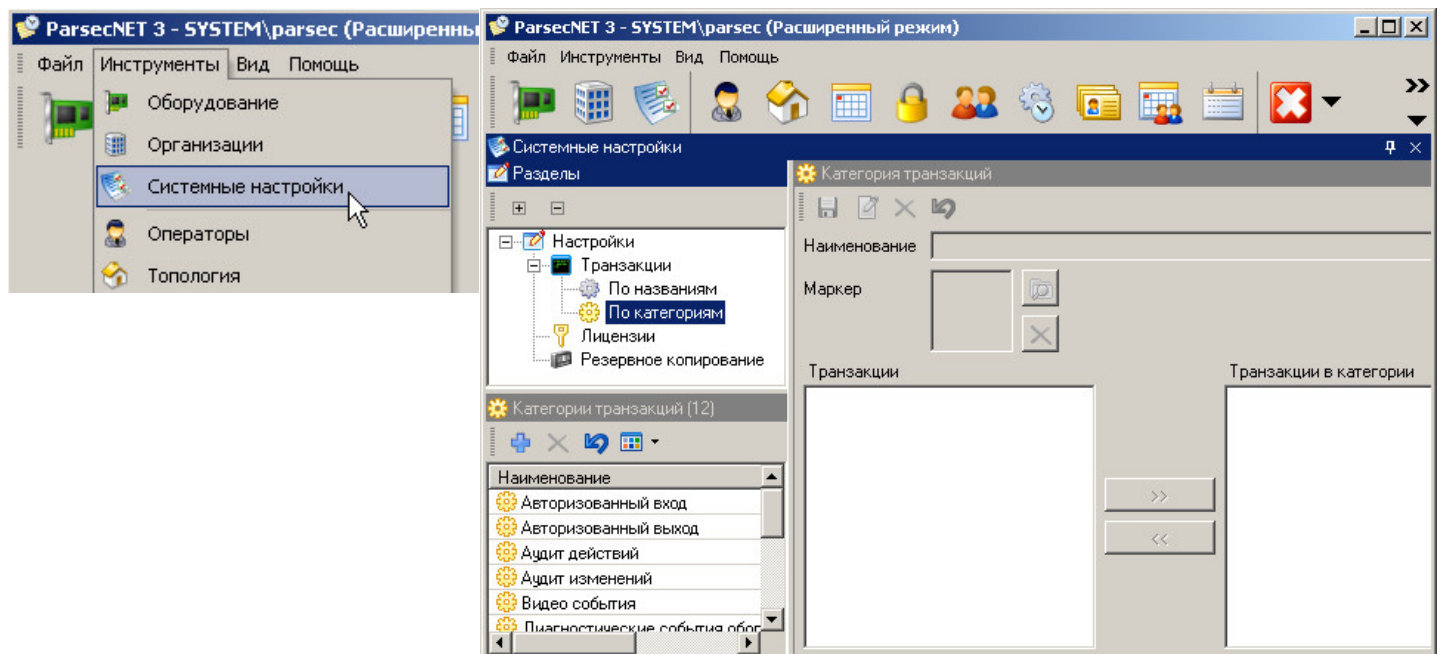 ParsecNET 3 - SYSTEM\parsec (Расширенны
Файл Инструменты Вид Помощь
Оборудование
Организации
Системные настройки
Операторы
Топология
ParsecNET 3 - SYSTEM\parsec (Расширенный режим)
Файл Инструменты Вид Помощь
Системные настройки
Разделы
Настройки
Транзакции
По названиям
По категориям
Лицензии
Резервное копирование
Категории транзакций (12)
Наименование
Авторизованный вход
Авторизованный выход
Аудит действий
Аудит изменений
Видео события
Диагностические события обор
Категория транзакций
Наименование
Маркер
Транзакции
Транзакции в категории
>>
<<